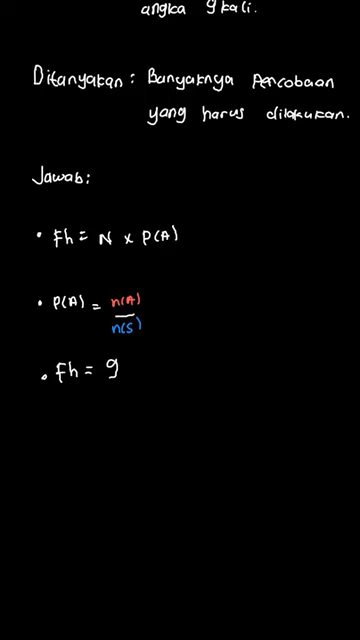 angka 9 kali.
Ditanyakan: Banyaknya Percobaan
yang harus dilakukan.
Jawab:
• Fh = N x P(A)
• P(A) = n(A)
n(S)
• Fh = 9